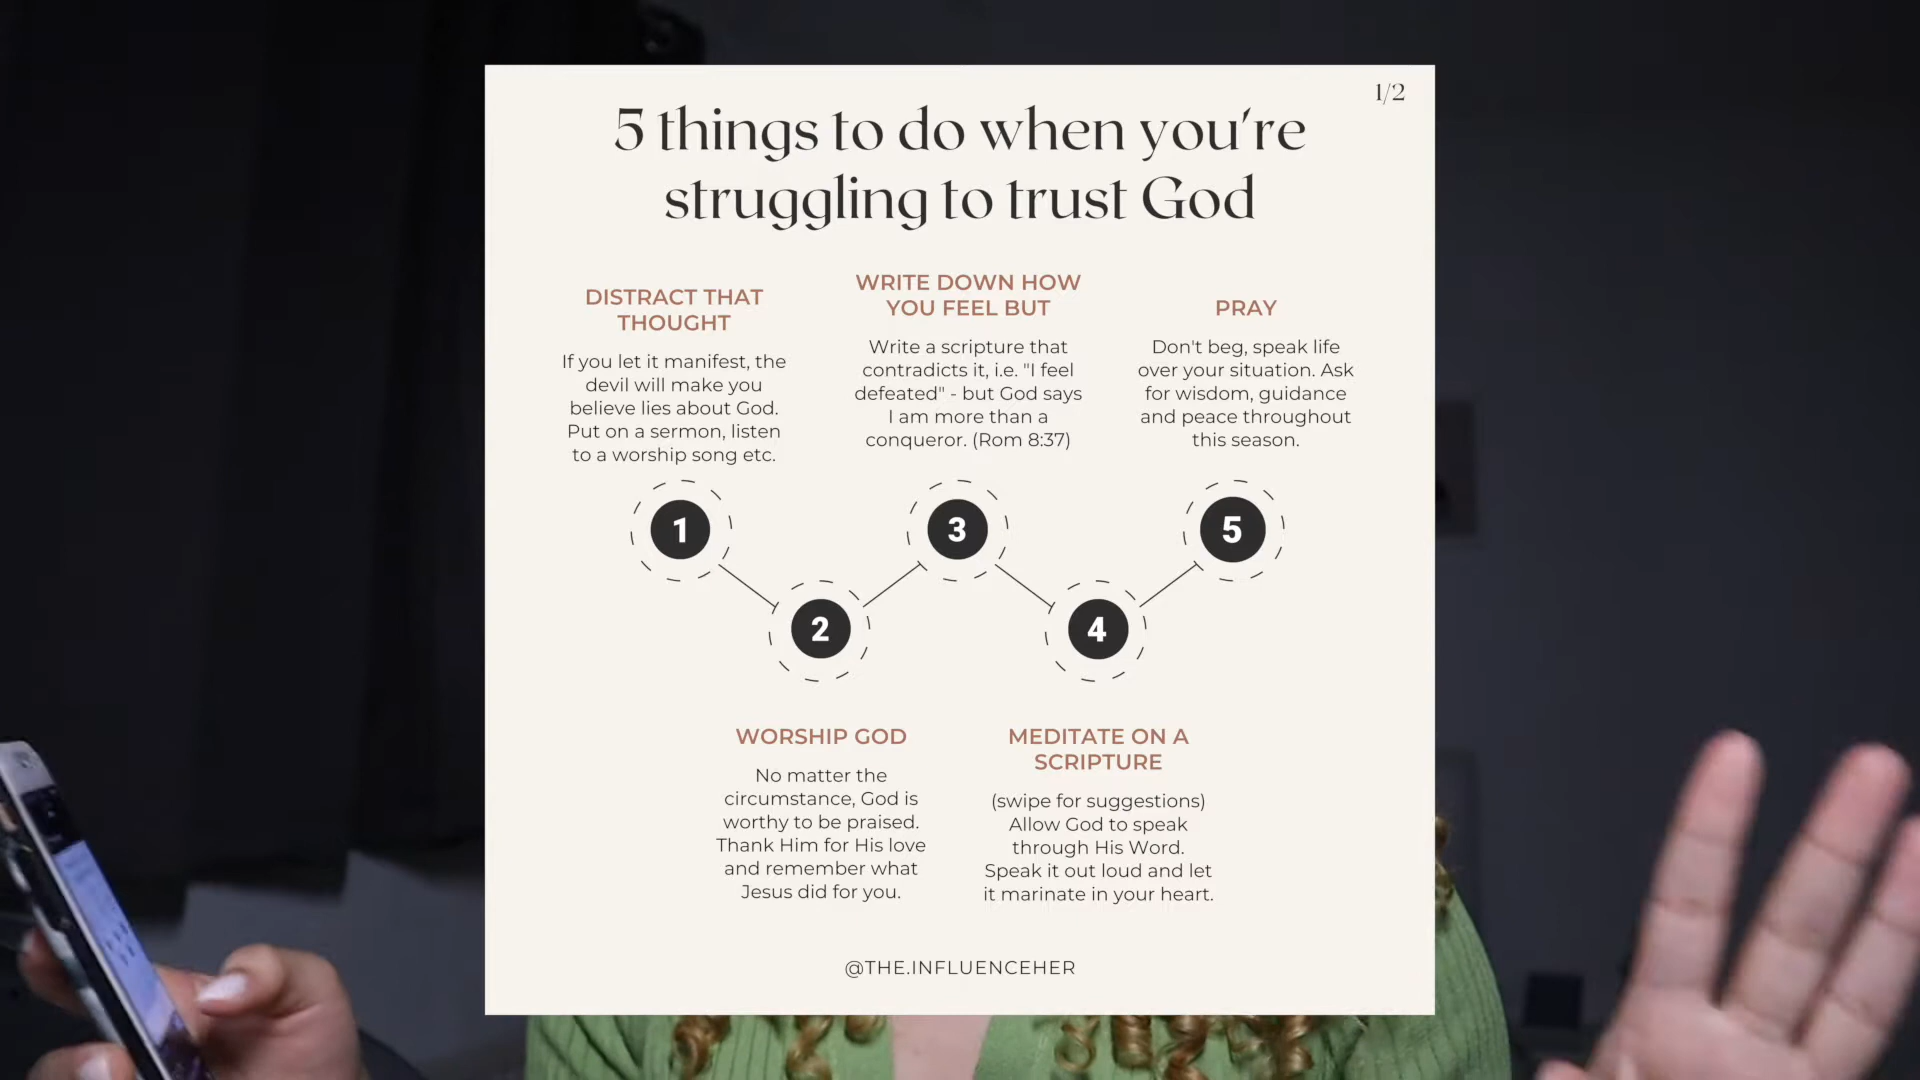 1/2
5 things to do when you're
struggling to trust God
DISTRACT THAT
THOUGHT
If you let it manifest, the
devil will make you
believe lies about God.
Put on a sermon, listen
to a worship song etc.
WRITE DOWN HOW
YOU FEEL BUT
Write a scripture that
contradicts it, i.e. "I feel
defeated" - but God says
I am more than a
conqueror. (Rom 8:37)
PRAY
Don't beg, speak life
over your situation. Ask
for wisdom, guidance
and peace throughout
this season.
1
3
5
2
4
WORSHIP GOD
No matter the
circumstance, God is
worthy to be praised.
Thank Him for His love
and remember what
Jesus did for you.
MEDITATE ON A
SCRIPTURE
(swipe for suggestions)
Allow God to speak
through His Word.
Speak it out loud and let
it marinate in your heart.
@THE.INFLUENCEHER